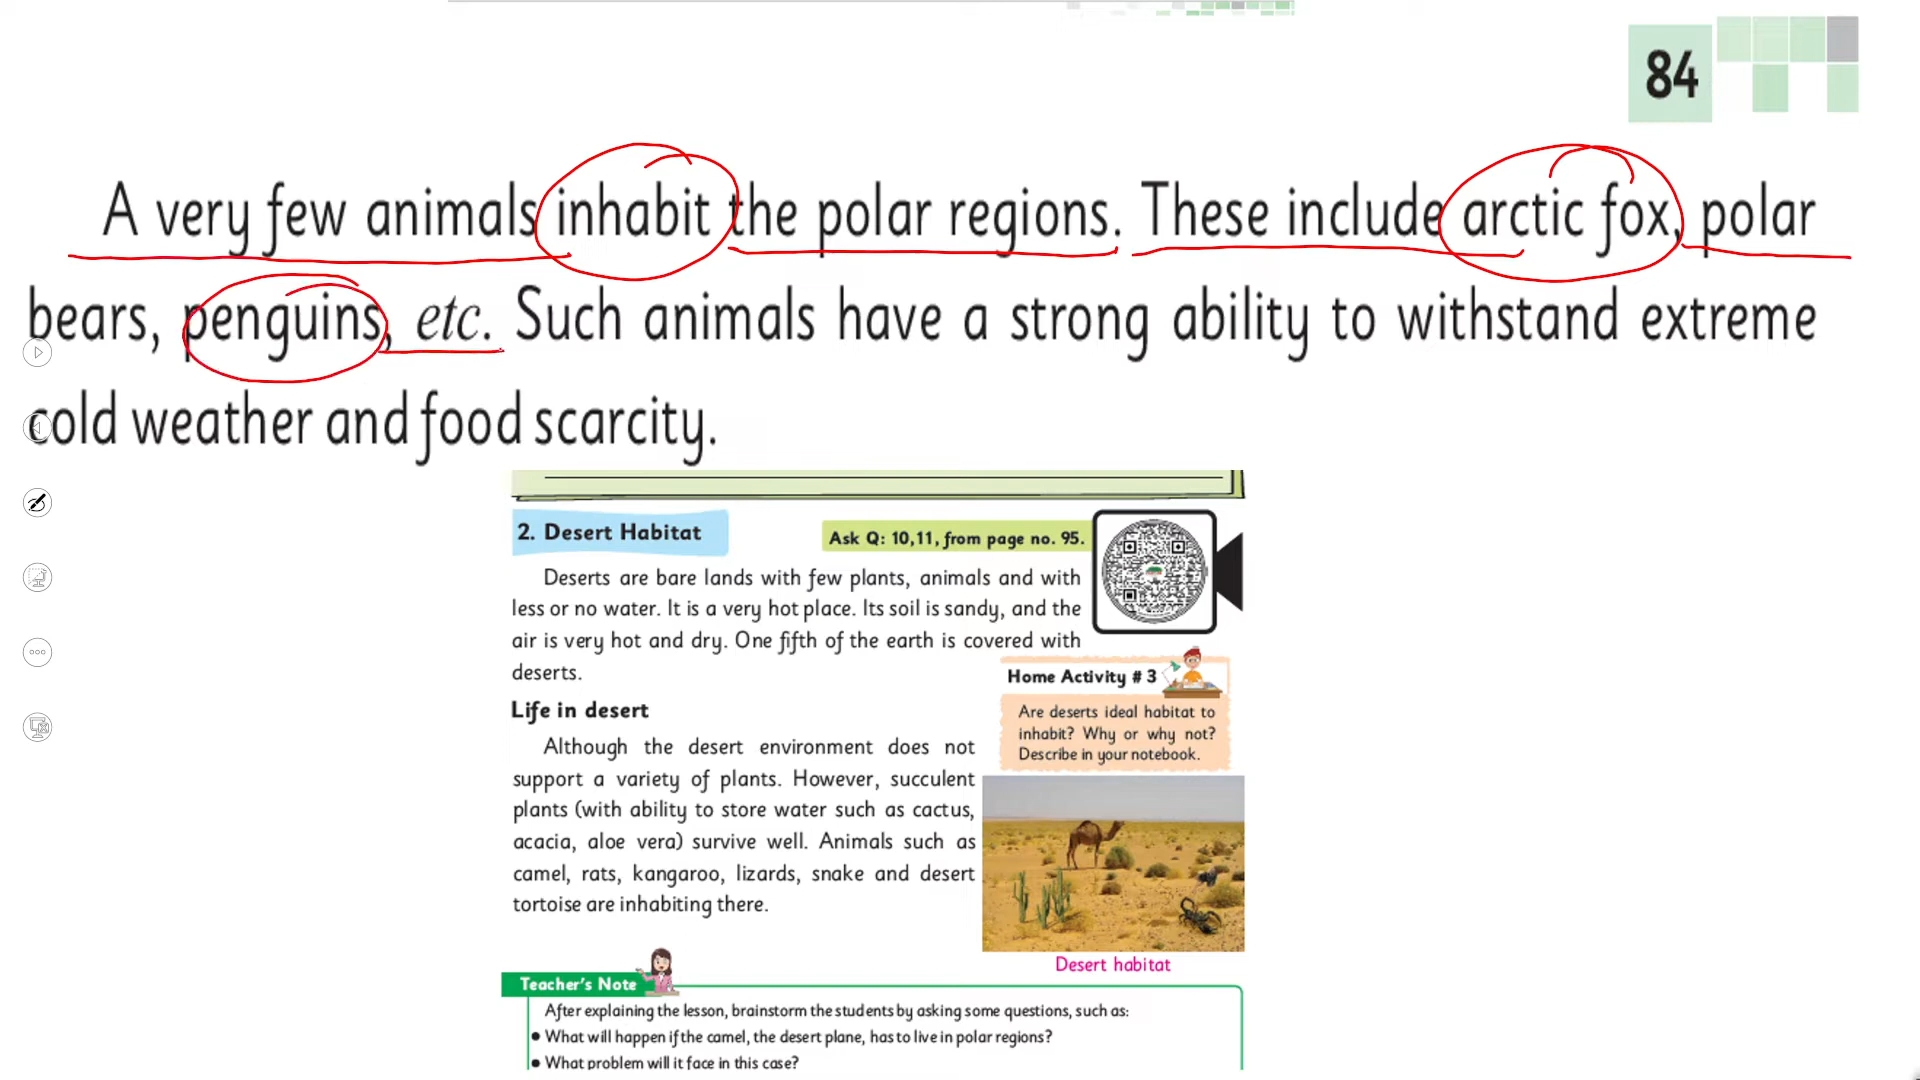 84
A very few animals inhabit the polar regions. These include arctic fox, polar
bears, penguins, etc. Such animals have a strong ability to withstand extreme
cold weather and food scarcity.
2. Desert Habitat
Ask Q: 10,11, from page no. 95.
Deserts are bare lands with few plants, animals and with
less or no water. It is a very hot place. Its soil is sandy, and the
air is very hot and dry. One fifth of the earth is covered with
deserts.
Home Activity # 3
Are deserts ideal habitat to
inhabit? Why or why not?
Describe in your notebook.
Life in desert
Although the desert environment does not
support a variety of plants. However, succulent
plants (with ability to store water such as cactus,
acacia, aloe vera) survive well. Animals such as
camel, rats, kangaroo, lizards, snake and desert
tortoise are inhabiting there.
Desert habitat
Teacher's Note
After explaining the lesson, brainstorm the students by asking some questions, such as:
● What will happen if the camel, the desert plane, has to live in polar regions?
● What problem will it face in this case?